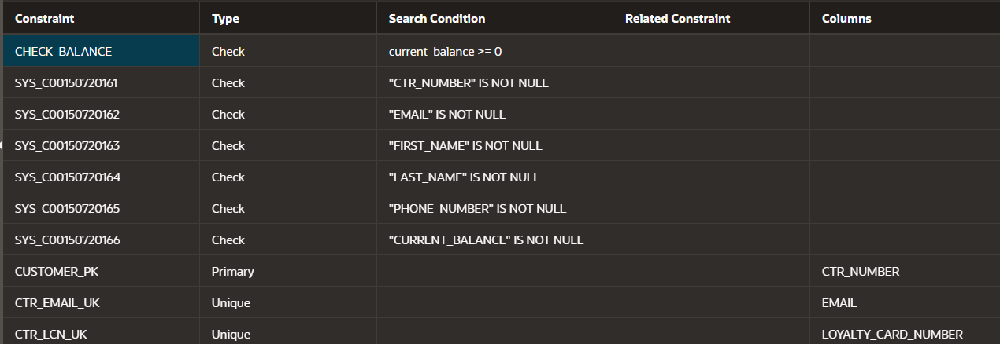 Constraint Type Search Condition Related Constraint Columns
CHECK_BALANCE Check current_balance >= 0
SYS_C00150720161 Check "CTR_NUMBER" IS NOT NULL
SYS_C00150720162 Check "EMAIL" IS NOT NULL
SYS_C00150720163 Check "FIRST_NAME" IS NOT NULL
SYS_C00150720164 Check "LAST_NAME" IS NOT NULL
SYS_C00150720165 Check "PHONE_NUMBER" IS NOT NULL
SYS_C00150720166 Check "CURRENT_BALANCE" IS NOT NULL
CUSTOMER_PK Primary CTR_NUMBER
CTR_EMAIL_UK Unique EMAIL
CTR_LCN_UK Unique LOYALTY_CARD_NUMBER